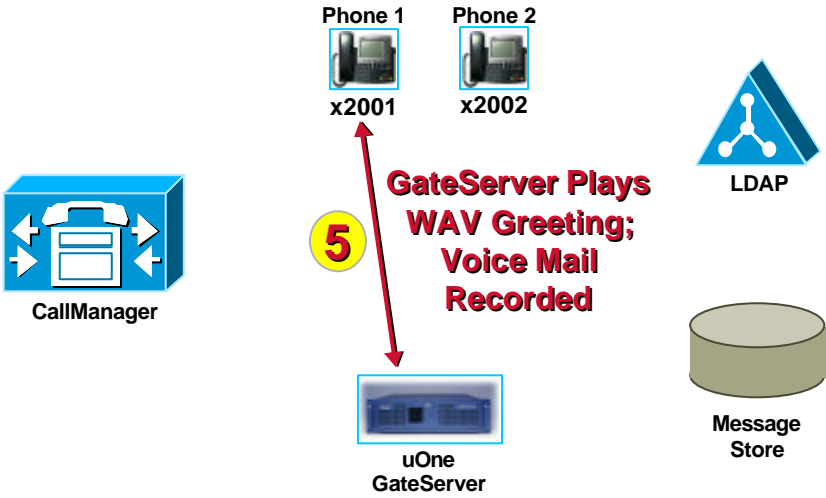 Phone 1
Phone 2
x2001
x2002
LDAP
GateServer Plays
WAV Greeting;
Voice Mail
Recorded
5
CallManager
Message
Store
uOne
GateServer